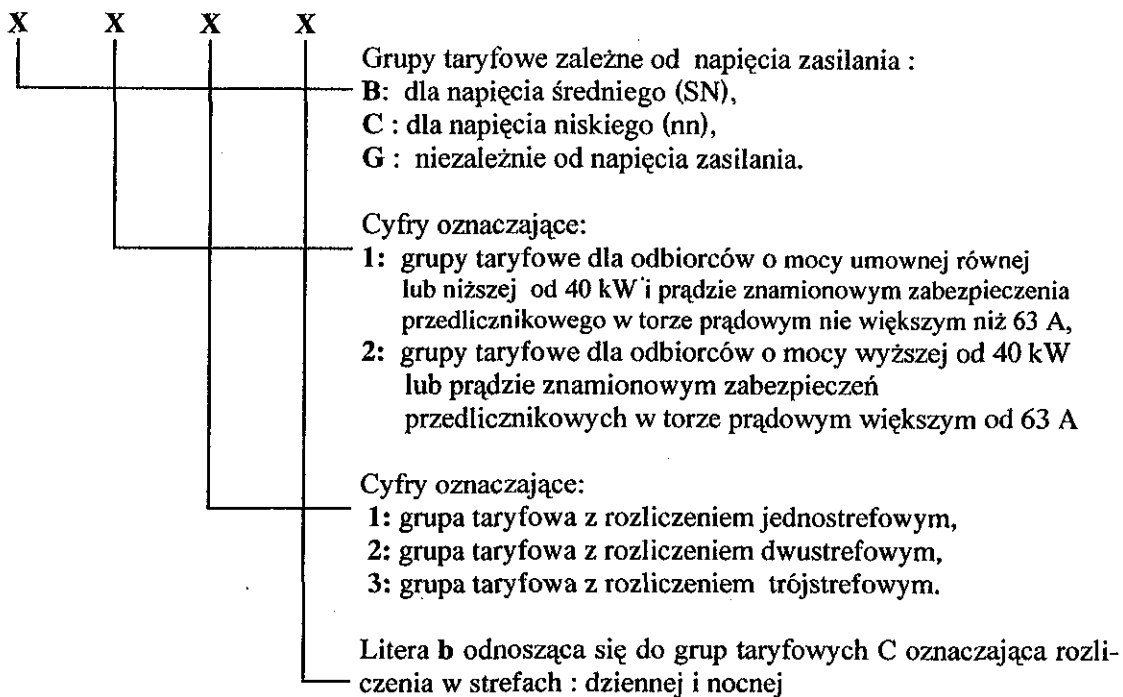 X X X X
Grupy taryfowe zależne od napięcia zasilania :
B: dla napięcia średniego (SN),
C : dla napięcia niskiego (nn),
G : niezależnie od napięcia zasilania.
Cyfry oznaczające:
1: grupy taryfowe dla odbiorców o mocy umownej równej
lub niższej od 40 kW i prądzie znamionowym zabezpieczenia
przedlicznikowego w torze prądowym nie większym niż 63 A,
2: grupy taryfowe dla odbiorców o mocy wyższej od 40 kW
lub prądzie znamionowym zabezpieczeń
przedlicznikowych w torze prądowym większym od 63 A
Cyfry oznaczające:
1: grupa taryfowa z rozliczeniem jednostrefowym,
2: grupa taryfowa z rozliczeniem dwustrefowym,
3: grupa taryfowa z rozliczeniem trójstrefowym.
Litera b odnosząca się do grup taryfowych C oznaczająca rozli-
czenia w strefach : dziennej i nocnej